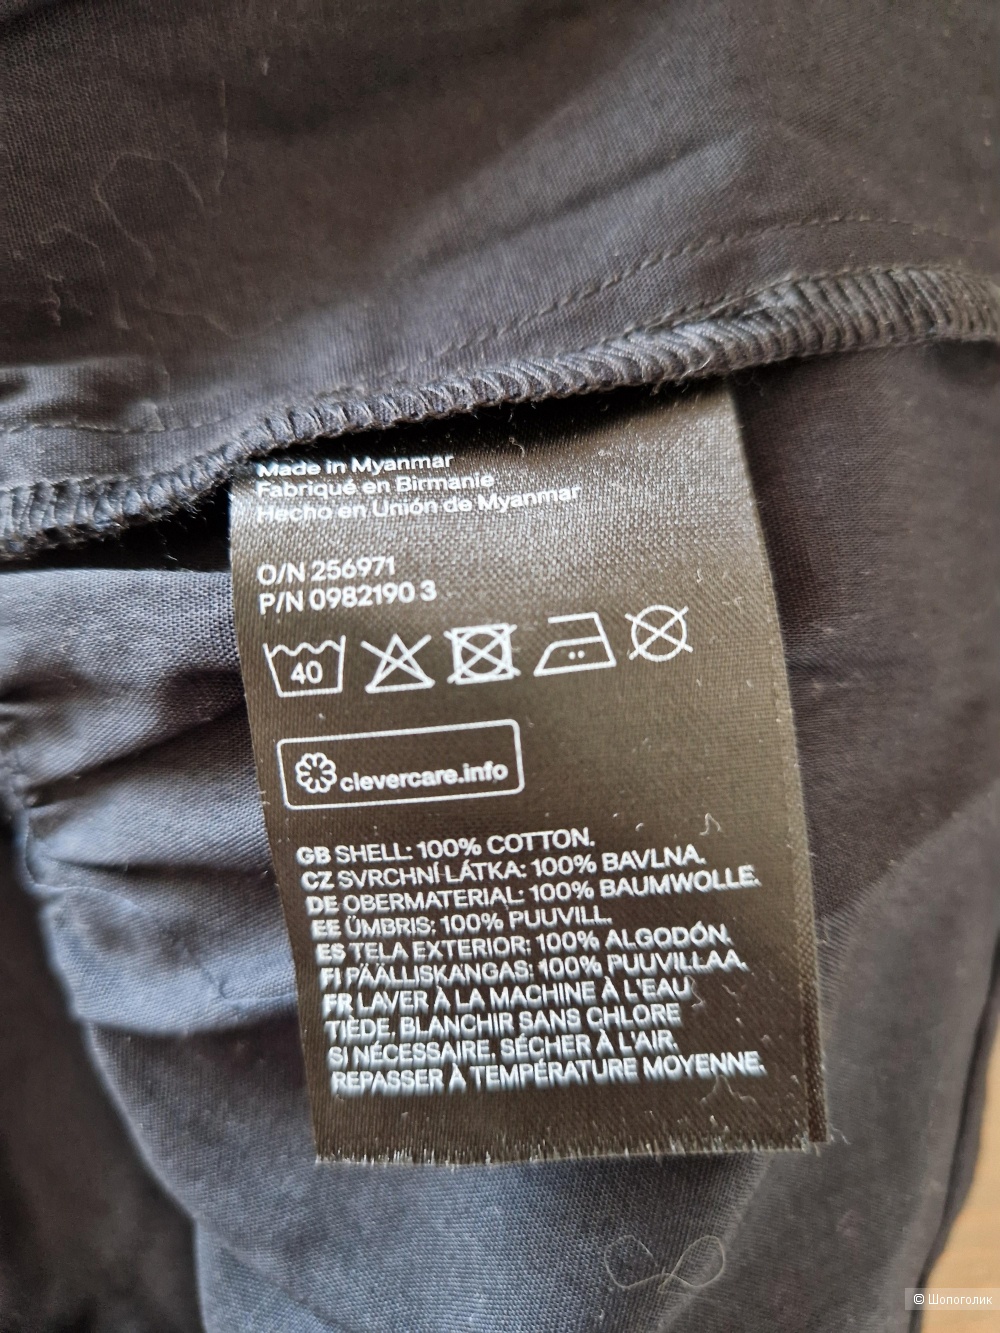 Made in Myanmar
Fabriqué en Birmanie
Hecho en Unión de Myanmar
O/N 256971
P/N 0982190 3
40
clevercare.info
GB SHELL: 100% COTTON.
CZ SVRCHNÍ LÁTKA: 100% BAVLNA.
DE OBERMATERIAL: 100% BAUMWOLLE.
EE ÜMBRIS: 100% PUUVILL.
ES TELA EXTERIOR: 100% ALGODÓN.
FI PÄÄLLISKANGAS: 100% PUUVILLAA.
FR LAVER À LA MACHINE À L'EAU
TIÈDE, BLANCHIR SANS CHLORE
SI NÉCESSAIRE, SÉCHER À L'AIR.
REPASSER À TEMPÉRATURE MOYENNE.
© Шопоголик